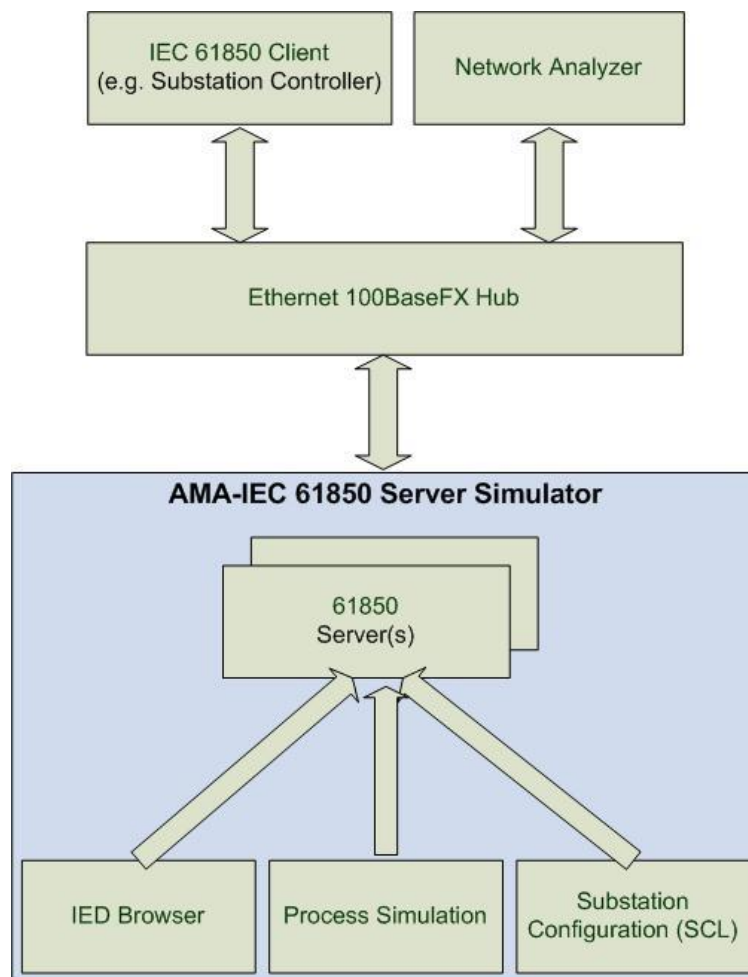 IEC 61850 Client
(e.g. Substation Controller)
Network Analyzer
Ethernet 100BaseFX Hub
AMA-IEC 61850 Server Simulator
61850
Server(s)
IED Browser
Process Simulation
Substation
Configuration (SCL)